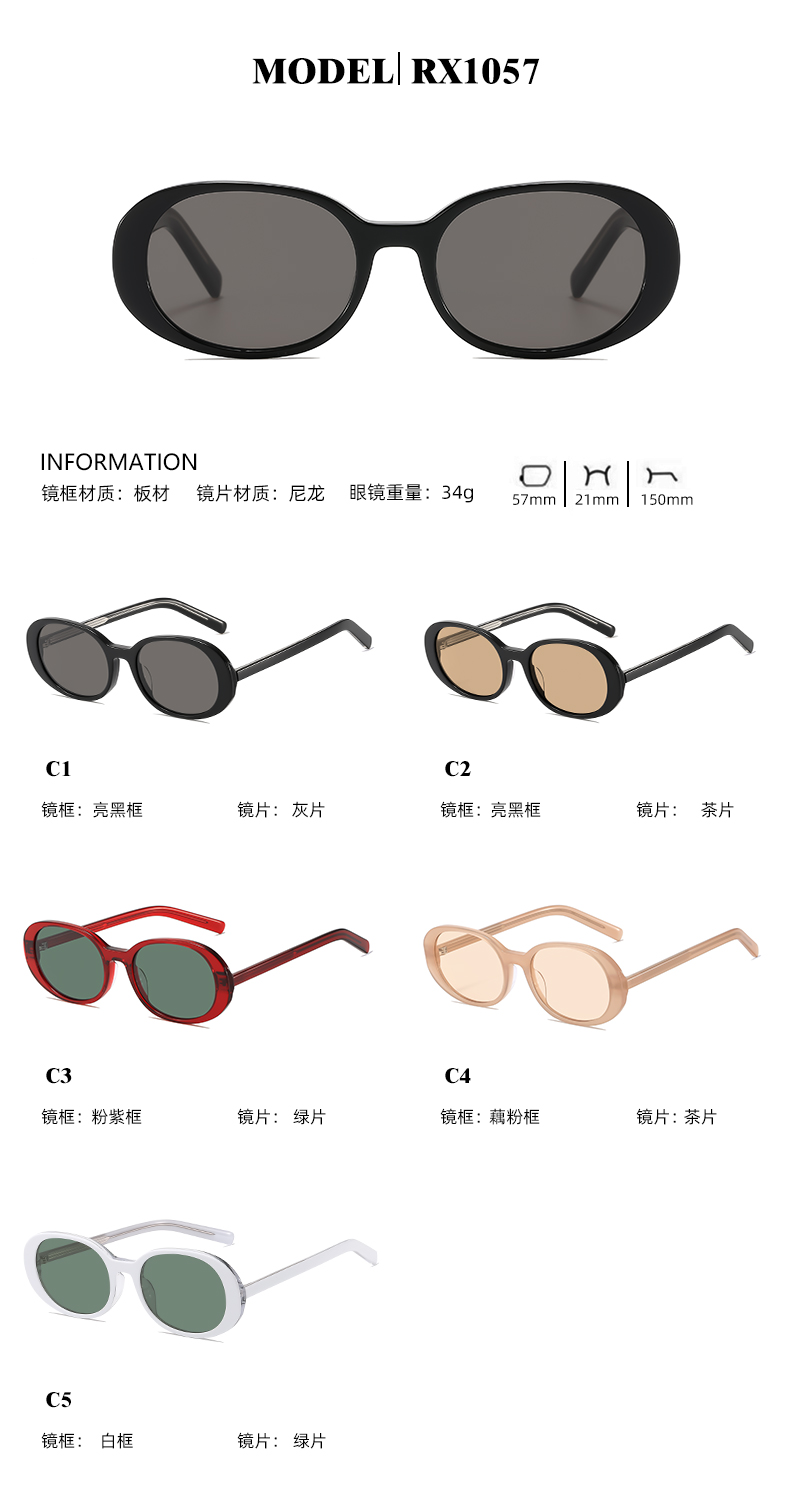 MODEL RX1057
INFORMATION
镜框材质：板材 镜片材质：尼龙 眼镜重量：34g
57mm 21mm 150mm
C1
镜框：亮黑框 镜片： 灰片
C2
镜框：亮黑框 镜片： 茶片
C3
镜框：粉紫框 镜片： 绿片
C4
镜框：藕粉框 镜片：茶片
C5
镜框： 白框 镜片： 绿片